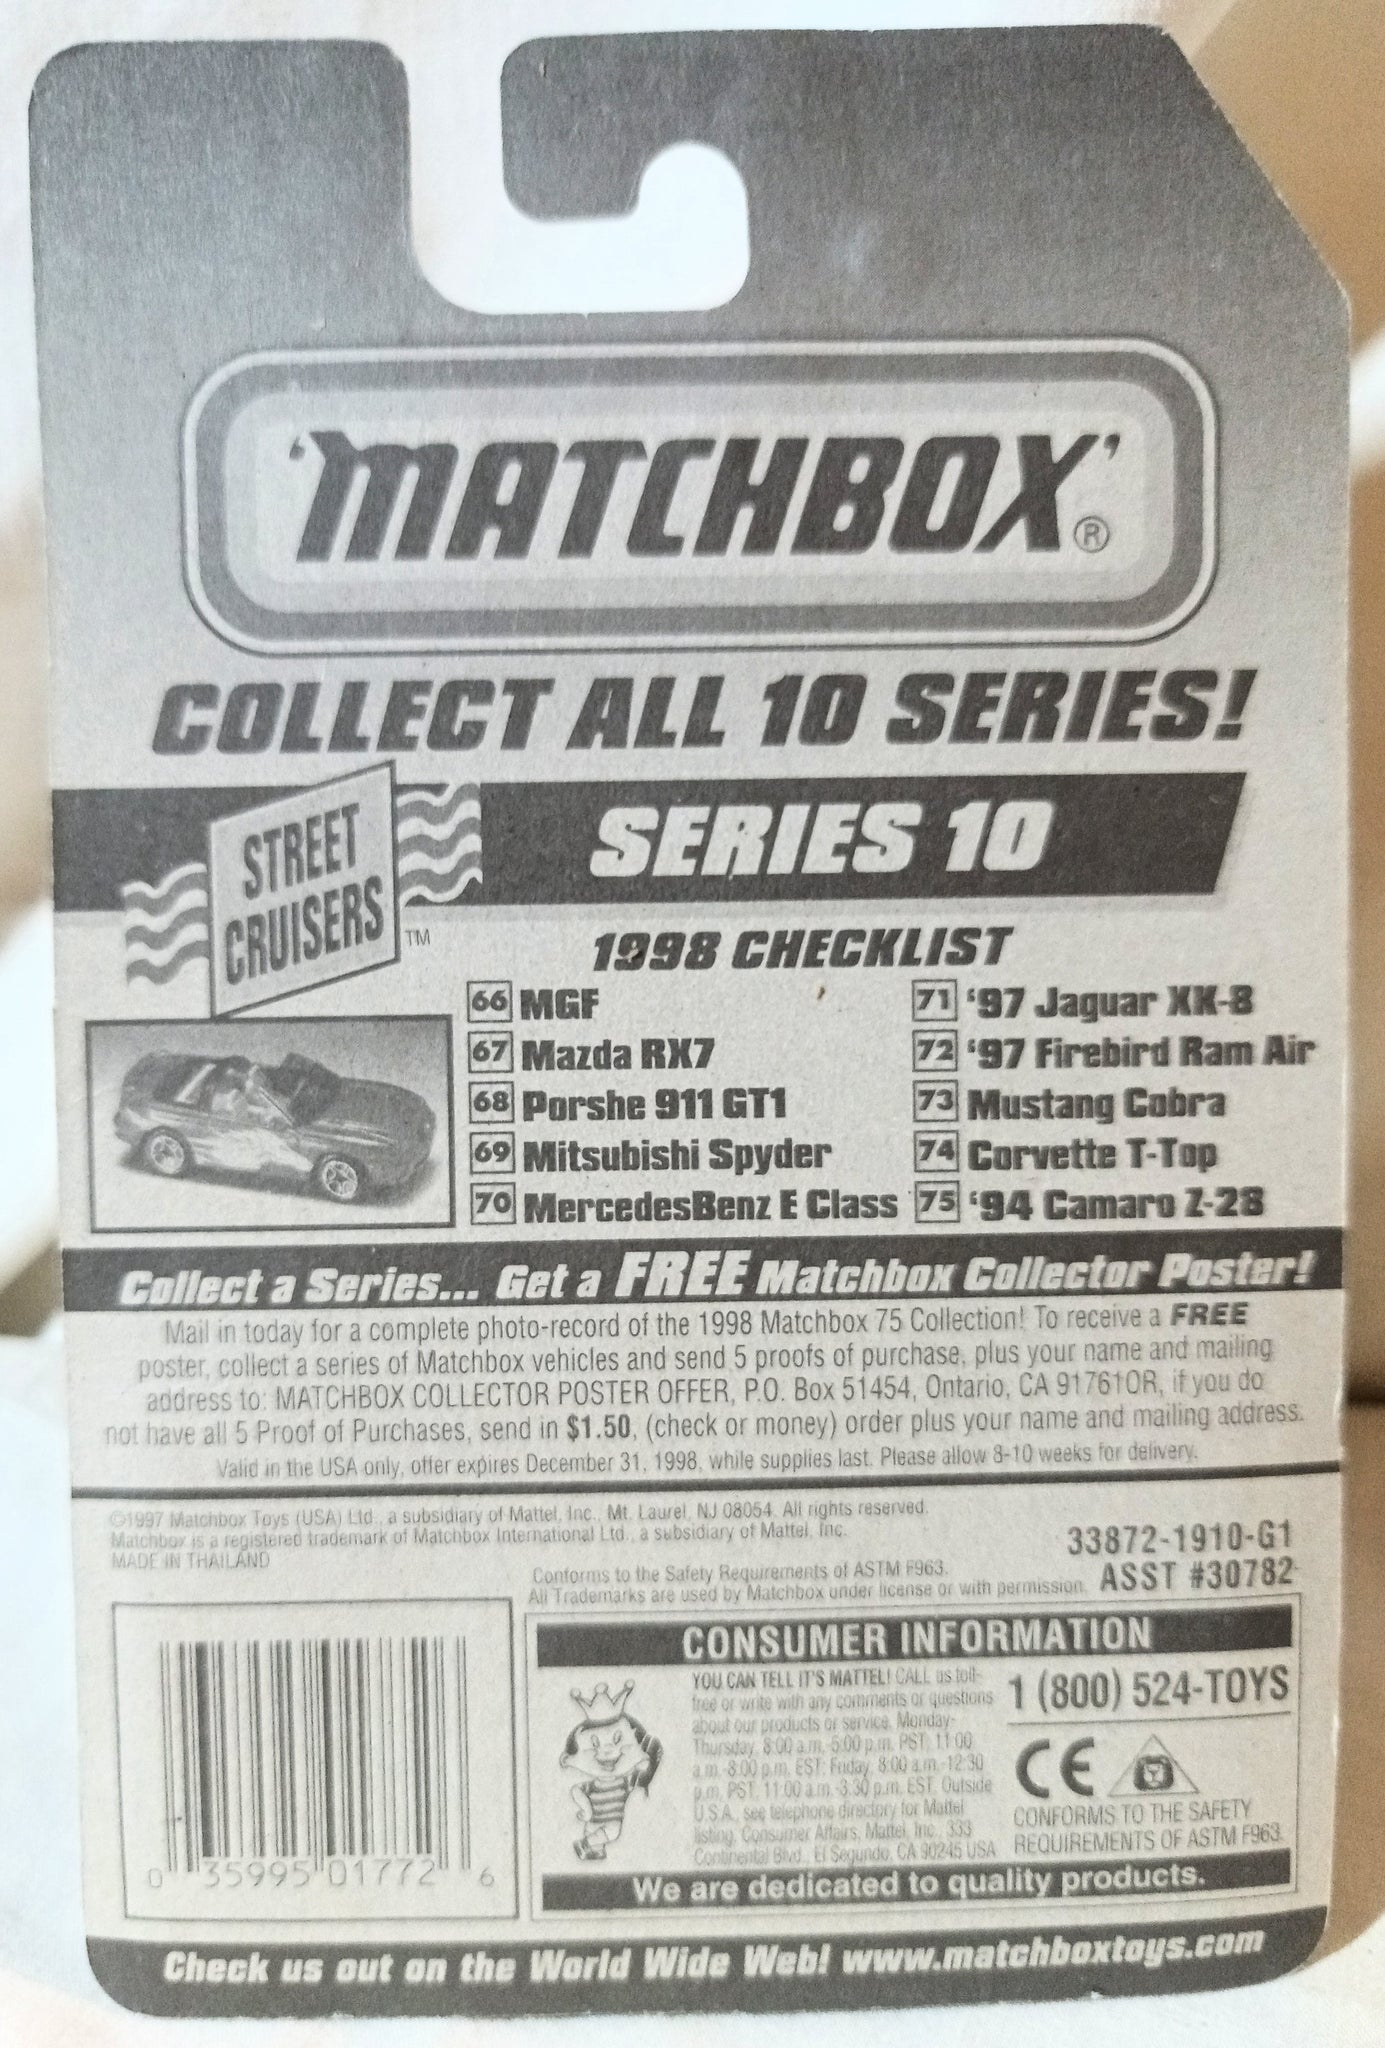 'MATCHBOX'®
COLLECT ALL 10 SERIES!
STREET
CRUISERS™
SERIES 10
1998 CHECKLIST
66 MGF
67 Mazda RX7
68 Porshe 911 GT1
69 Mitsubishi Spyder
70 MercedesBenz E Class
71 '97 Jaguar XK-8
72 '97 Firebird Ram Air
73 Mustang Cobra
74 Corvette T-Top
75 '94 Camaro Z-28
Collect a Series... Get a FREE Matchbox Collector Poster!
Mail in today for a complete photo-record of the 1998 Matchbox 75 Collection! To receive a FREE
poster, collect a series of Matchbox vehicles and send 5 proofs of purchase, plus your name and mailing
address to: MATCHBOX COLLECTOR POSTER OFFER, P.O. Box 51454, Ontario, CA 91761OR, if you do
not have all 5 Proof of Purchases, send in $1.50, (check or money) order plus your name and mailing address.
Valid in the USA only, offer expires December 31, 1998, while supplies last. Please allow 8-10 weeks for delivery.
©1997 Matchbox Toys (USA) Ltd., a subsidiary of Mattel, Inc., Mt. Laurel, NJ 08054. All rights reserved.
Matchbox is a registered trademark of Matchbox International Ltd., a subsidiary of Mattel, Inc.
MADE IN THAILAND
33872-1910-G1
Conforms to the Safety Requirements of ASTM F963.
All Trademarks are used by Matchbox under license or with permission.
ASST #30782
0 35995 01772 6
CONSUMER INFORMATION
YOU CAN TELL IT'S MATTEL! CALL us toll-
free or write with any comments or questions
about our products or service, Monday-
Thursday, 8:00 a.m.-5:00 p.m. PST; 11:00
a.m.-8:00 p.m. EST; Friday, 8:00 a.m.-12:30
p.m. PST, 11:00 a.m.-3:30 p.m. EST. Outside
U.S.A., see telephone directory for Mattel
listing. Consumer Affairs, Mattel, Inc., 333
Continental Blvd., El Segundo, CA 90245 USA
1 (800) 524-TOYS
CE
CONFORMS TO THE SAFETY
REQUIREMENTS OF ASTM F963.
We are dedicated to quality products.
Check us out on the World Wide Web! www.matchboxtoys.com